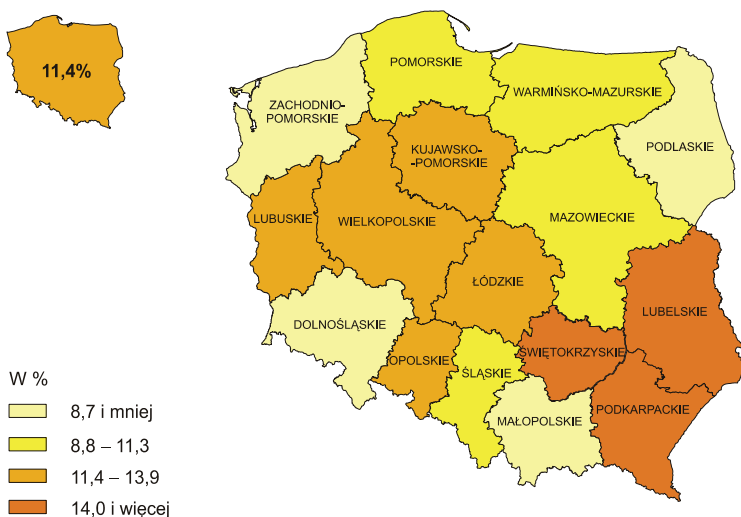 11,4%
POMORSKIE
WARMIŃSKO-MAZURSKIE
ZACHODNIO-
POMORSKIE
PODLASKIE
KUJAWSKO-
-POMORSKIE
LUBUSKIE
WIELKOPOLSKIE
MAZOWIECKIE
ŁÓDZKIE
LUBELSKIE
DOLNOŚLĄSKIE
ŚWIĘTOKRZYSKIE
OPOLSKIE
ŚLĄSKIE
PODKARPACKIE
MAŁOPOLSKIE
W %
8,7 i mniej
8,8 – 11,3
11,4 – 13,9
14,0 i więcej